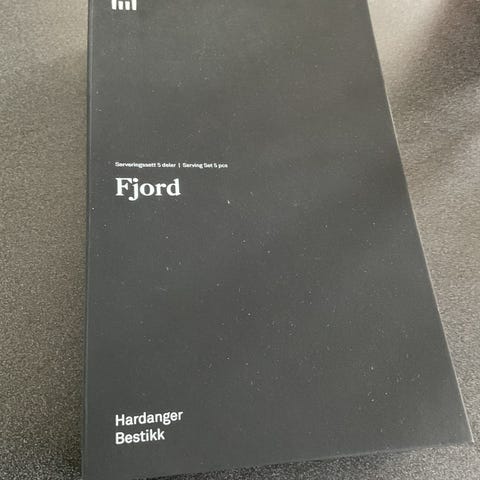 Serveringssett 5 deler | Serving Set 5 pcs
Fjord
Hardanger
Bestikk